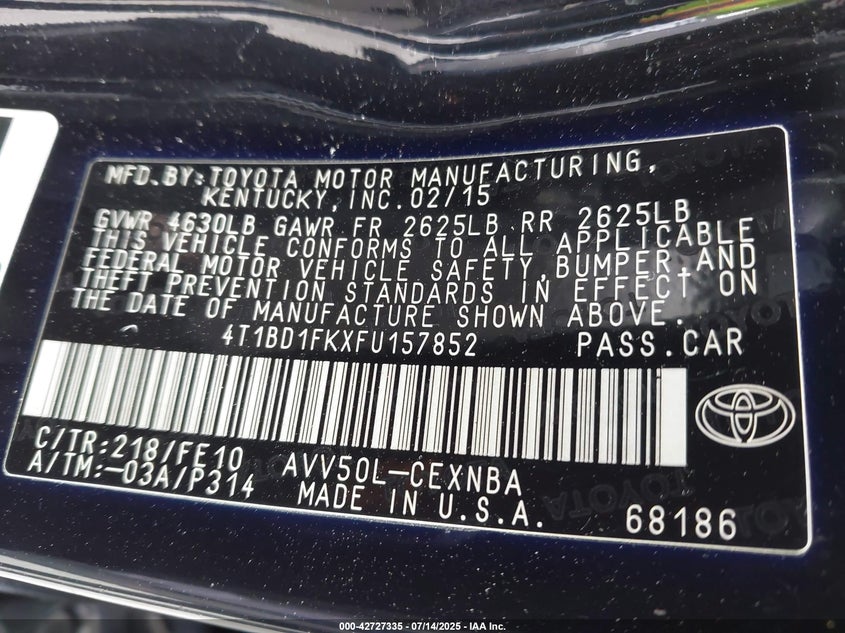 MFD.BY:TOYOTA MOTOR MANUFACTURING,
KENTUCKY,INC.02/15
GVWR 4630LB GAWR FR 2625LB RR 2625LB
THIS VEHICLE CONFORMS TO ALL APPLICABLE
FEDERAL MOTOR VEHICLE SAFETY,BUMPER,AND
THEFT PREVENTION STANDARDS IN EFFECT ON
THE DATE OF MANUFACTURE SHOWN ABOVE.
4T1BD1FKXFU157852 PASS.CAR
C/TR:218/FE10 AVV50L-CEXNBA
A/TM:-03A/P314 MADE IN U.S.A. 68186
000-42727335 - 07/14/2025 - IAA Inc.